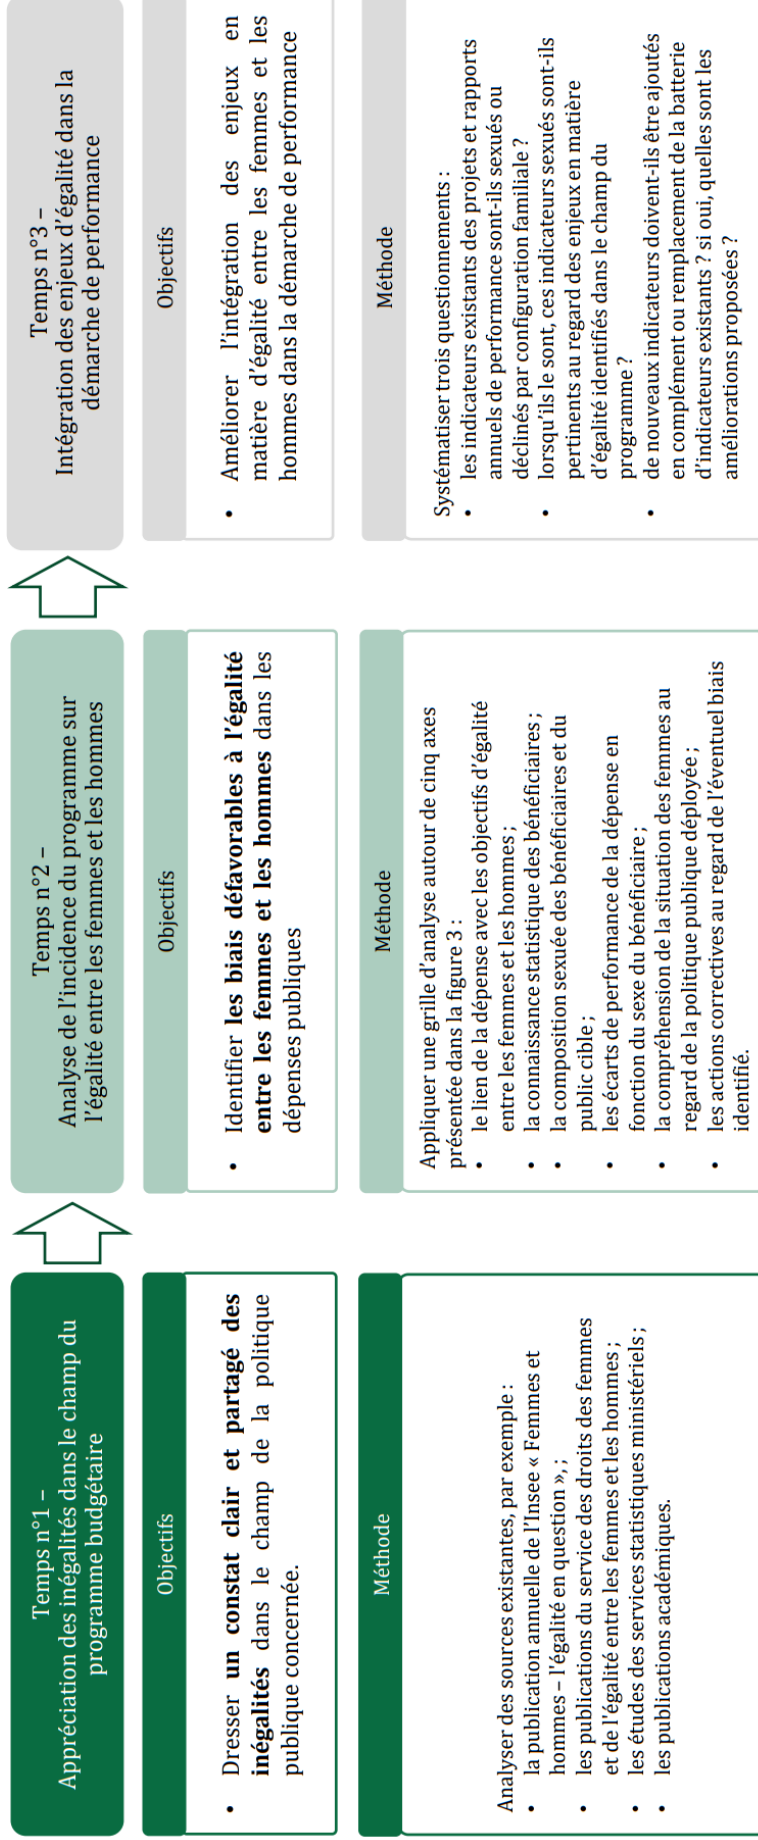 Temps n°1 –
Appréciation des inégalités dans le champ du
programme budgétaire
Objectifs
• Dresser un constat clair et partagé des
inégalités dans le champ de la politique
publique concernée.
Méthode
Analyser des sources existantes, par exemple :
• la publication annuelle de l'Insee « Femmes et
hommes – l'égalité en question », ;
• les publications du service des droits des femmes
et de l'égalité entre les femmes et les hommes ;
• les études des services statistiques ministériels ;
• les publications académiques.
Temps n°2 –
Analyse de l'incidence du programme sur
l'égalité entre les femmes et les hommes
Objectifs
• Identifier les biais défavorables à l'égalité
entre les femmes et les hommes dans les
dépenses publiques
Méthode
Appliquer une grille d'analyse autour de cinq axes
présentée dans la figure 3 :
• le lien de la dépense avec les objectifs d'égalité
entre les femmes et les hommes ;
• la connaissance statistique des bénéficiaires ;
• la composition sexuée des bénéficiaires et du
public cible ;
• les écarts de performance de la dépense en
fonction du sexe du bénéficiaire ;
• la compréhension de la situation des femmes au
regard de la politique publique déployée ;
• les actions correctives au regard de l'éventuel biais
identifié.
Temps n°3 –
Intégration des enjeux d'égalité dans la
démarche de performance
Objectifs
• Améliorer l'intégration des enjeux en
matière d'égalité entre les femmes et les
hommes dans la démarche de performance
Méthode
Systématiser trois questionnements :
• les indicateurs existants des projets et rapports
annuels de performance sont-ils sexués ou
déclinés par configuration familiale ?
• lorsqu'ils le sont, ces indicateurs sexués sont-ils
pertinents au regard des enjeux en matière
d'égalité identifiés dans le champ du
programme ?
• de nouveaux indicateurs doivent-ils être ajoutés
en complément ou remplacement de la batterie
d'indicateurs existants ? si oui, quelles sont les
améliorations proposées ?